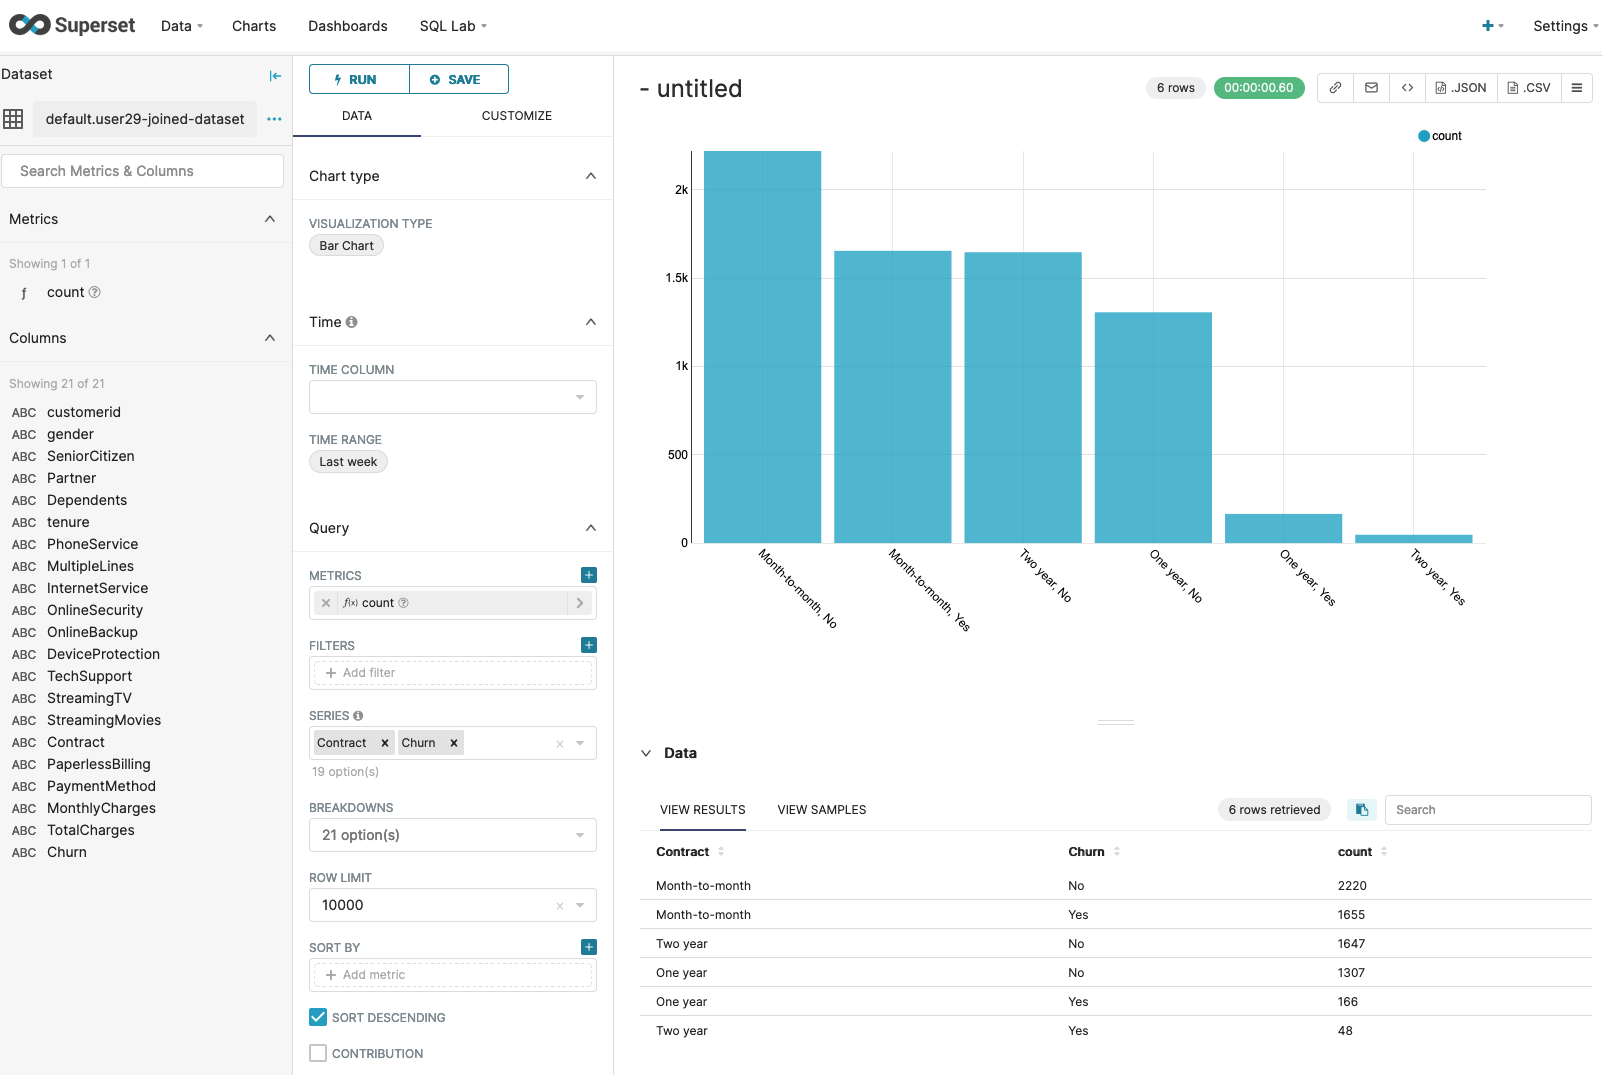 Superset Data Charts Dashboards SQL Lab + Settings
Dataset
default.user29-joined-dataset
Search Metrics & Columns
Metrics
Showing 1 of 1
ƒ count
Columns
Showing 21 of 21
ABC customerid
ABC gender
ABC SeniorCitizen
ABC Partner
ABC Dependents
ABC tenure
ABC PhoneService
ABC MultipleLines
ABC InternetService
ABC OnlineSecurity
ABC OnlineBackup
ABC DeviceProtection
ABC TechSupport
ABC StreamingTV
ABC StreamingMovies
ABC Contract
ABC PaperlessBilling
ABC PaymentMethod
ABC MonthlyCharges
ABC TotalCharges
ABC Churn
RUN SAVE
DATA CUSTOMIZE
Chart type
VISUALIZATION TYPE
Bar Chart
Time
TIME COLUMN
TIME RANGE
Last week
Query
METRICS
ƒ(x) count
FILTERS
+ Add filter
SERIES
Contract x Churn x
19 option(s)
BREAKDOWNS
21 option(s)
ROW LIMIT
10000
SORT BY
+ Add metric
SORT DESCENDING
CONTRIBUTION
- untitled
6 rows 00:00:00.60 .JSON .CSV
count
2k
1.5k
1k
500
0
Month-to-month, No
Month-to-month, Yes
Two year, No
One year, No
One year, Yes
Two year, Yes
Data
VIEW RESULTS VIEW SAMPLES 6 rows retrieved Search
Contract Churn count
Month-to-month No 2220
Month-to-month Yes 1655
Two year No 1647
One year No 1307
One year Yes 166
Two year Yes 48